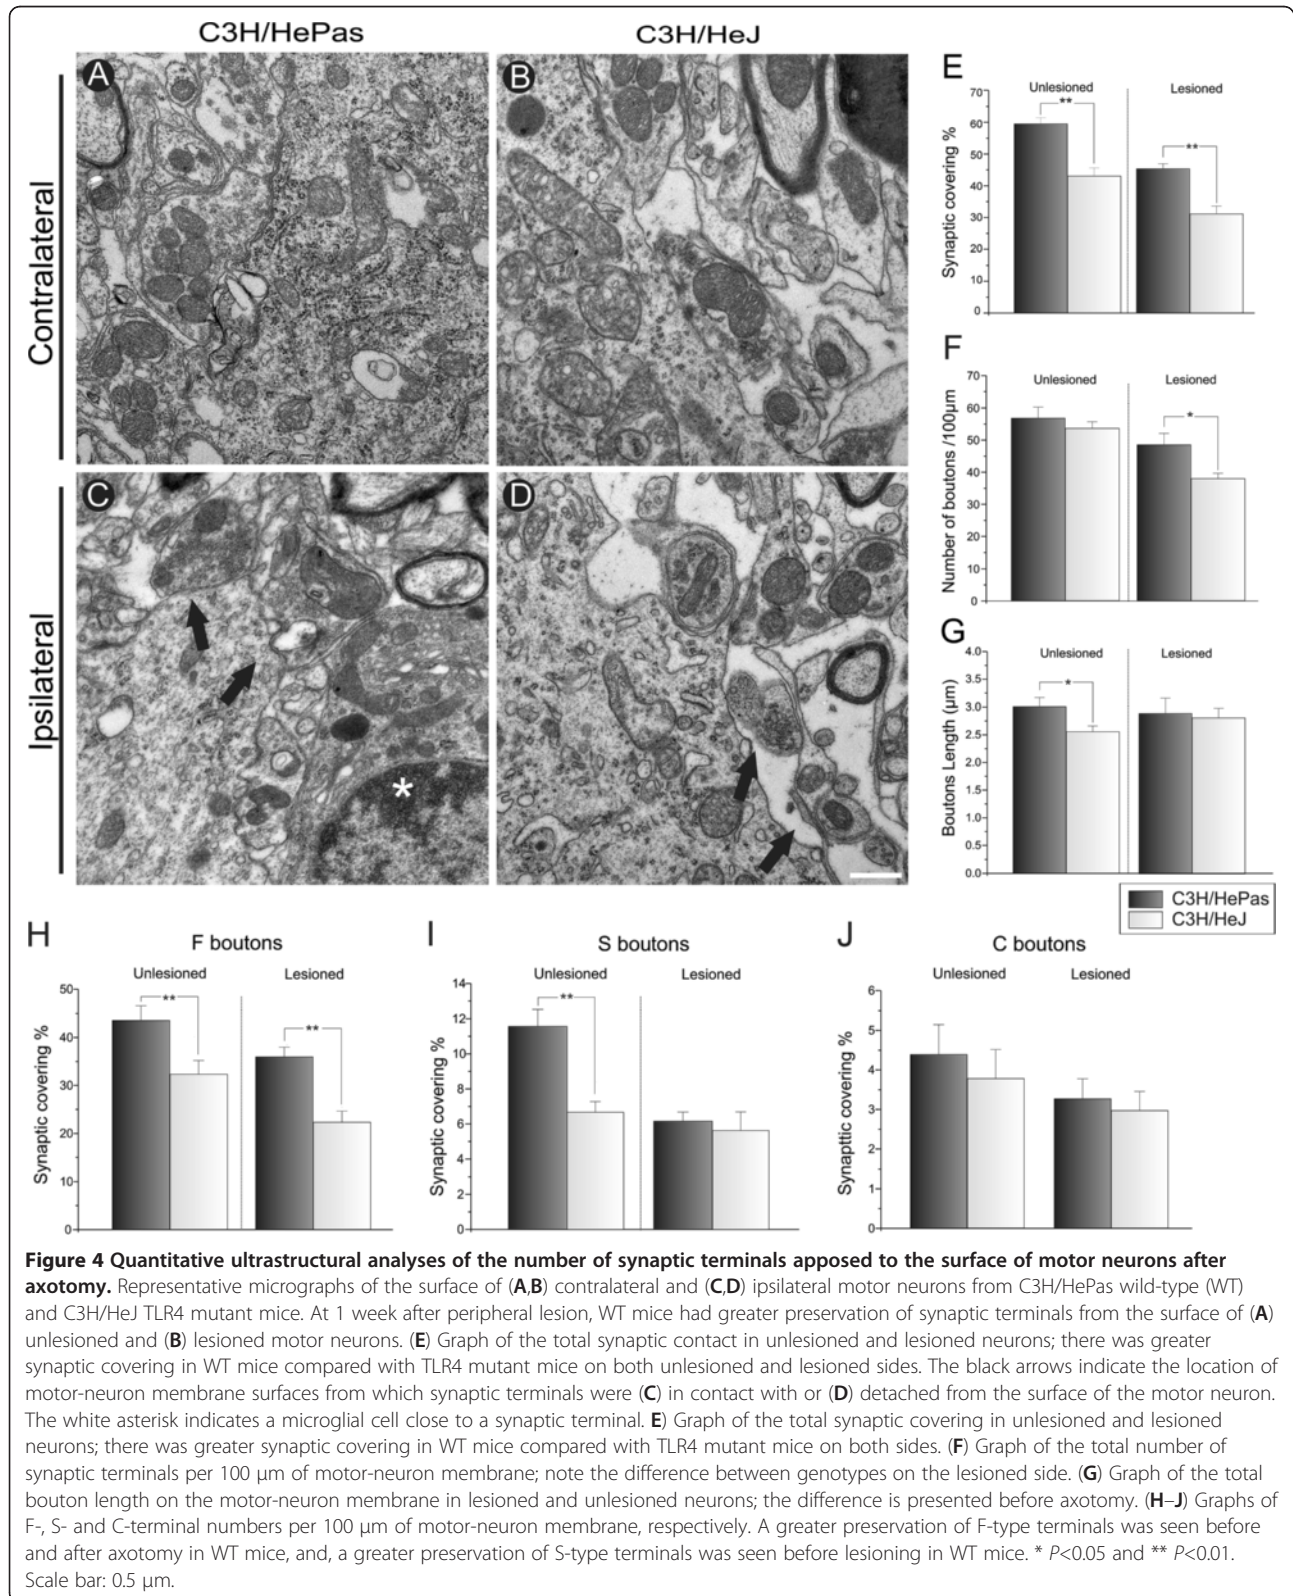 C3H/HePas
C3H/HeJ
Contralateral
Ipsilateral
A
B
C
D
*
E
Unlesioned
Lesioned
**
**
Synaptic covering %
70
60
50
40
30
20
10
0
F
Unlesioned
Lesioned
*
Number of boutons /100µm
70
60
50
40
30
20
10
0
G
Unlesioned
Lesioned
*
Boutons Length (µm)
4.0
3.5
3.0
2.5
2.0
1.5
1.0
0.5
0.0
C3H/HePas
C3H/HeJ
H
F boutons
Unlesioned
Lesioned
**
**
Synaptic covering %
50
40
30
20
10
0
I
S boutons
Unlesioned
Lesioned
**
Synaptic covering %
14
12
10
8
6
4
2
0
J
C boutons
Unlesioned
Lesioned
Synapttic covering %
6
5
4
3
2
1
0
Figure 4 Quantitative ultrastructural analyses of the number of synaptic terminals apposed to the surface of motor neurons after
axotomy. Representative micrographs of the surface of (A,B) contralateral and (C,D) ipsilateral motor neurons from C3H/HePas wild-type (WT)
and C3H/HeJ TLR4 mutant mice. At 1 week after peripheral lesion, WT mice had greater preservation of synaptic terminals from the surface of (A)
unlesioned and (B) lesioned motor neurons. (E) Graph of the total synaptic contact in unlesioned and lesioned neurons; there was greater
synaptic covering in WT mice compared with TLR4 mutant mice on both unlesioned and lesioned sides. The black arrows indicate the location of
motor-neuron membrane surfaces from which synaptic terminals were (C) in contact with or (D) detached from the surface of the motor neuron.
The white asterisk indicates a microglial cell close to a synaptic terminal. E) Graph of the total synaptic covering in unlesioned and lesioned
neurons; there was greater synaptic covering in WT mice compared with TLR4 mutant mice on both sides. (F) Graph of the total number of
synaptic terminals per 100 µm of motor-neuron membrane; note the difference between genotypes on the lesioned side. (G) Graph of the total
bouton length on the motor-neuron membrane in lesioned and unlesioned neurons; the difference is presented before axotomy. (H–J) Graphs of
F-, S- and C-terminal numbers per 100 µm of motor-neuron membrane, respectively. A greater preservation of F-type terminals was seen before
and after axotomy in WT mice, and, a greater preservation of S-type terminals was seen before lesioning in WT mice. * P<0.05 and ** P<0.01.
Scale bar: 0.5 µm.